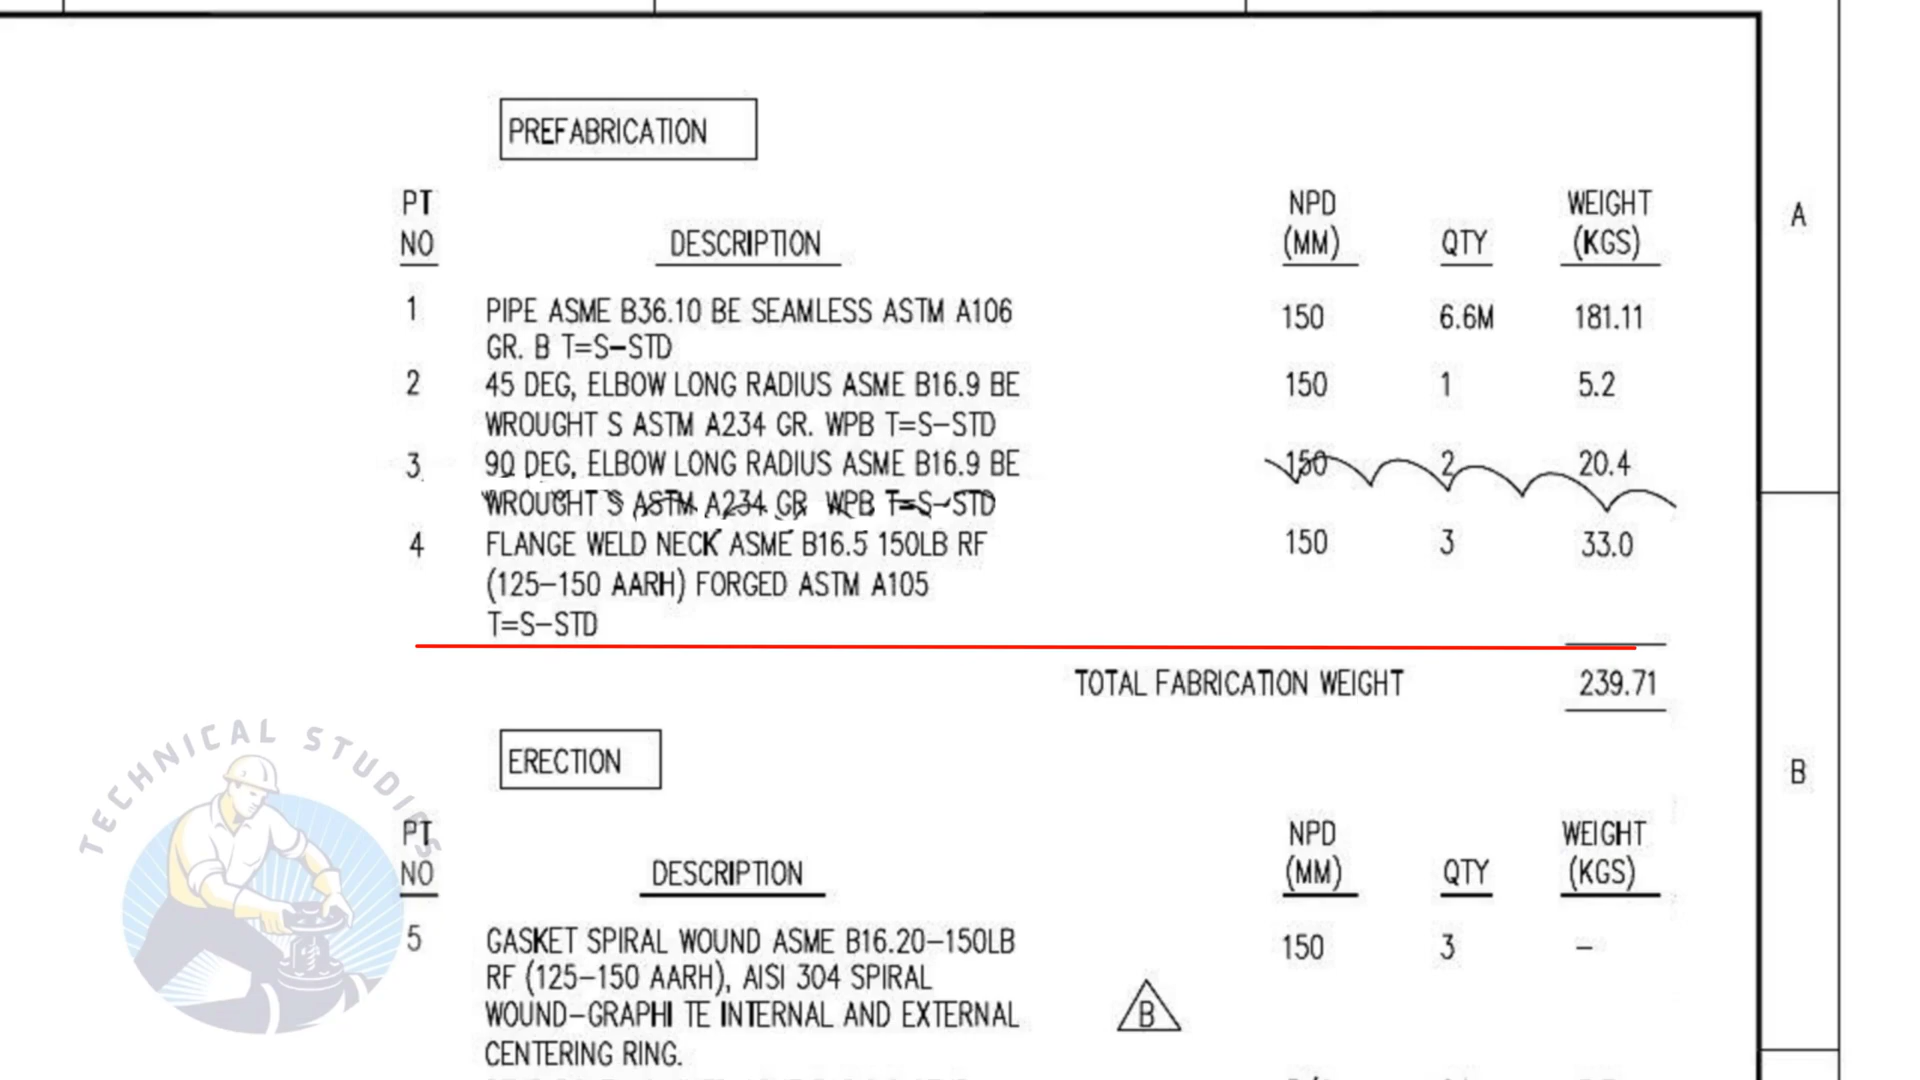 PREFABRICATION
PT NO DESCRIPTION NPD (MM) QTY WEIGHT (KGS)
A
1 PIPE ASME B36.10 BE SEAMLESS ASTM A106 150 6.6M 181.11
GR. B T=S-STD
2 45 DEG, ELBOW LONG RADIUS ASME B16.9 BE 150 1 5.2
WROUGHT S ASTM A234 GR. WPB T=S-STD
3 90 DEG, ELBOW LONG RADIUS ASME B16.9 BE 150 2 20.4
WROUGHT S ASTM A234 GR WPB T=S-STD
4 FLANGE WELD NECK ASME B16.5 150LB RF 150 3 33.0
(125-150 AARH) FORGED ASTM A105
T=S-STD
TOTAL FABRICATION WEIGHT 239.71
ERECTION
B
TECHNICAL STUDIES
PT NO DESCRIPTION NPD (MM) QTY WEIGHT (KGS)
5 GASKET SPIRAL WOUND ASME B16.20-150LB 150 3 -
RF (125-150 AARH), AISI 304 SPIRAL
WOUND-GRAPHI TE INTERNAL AND EXTERNAL B
CENTERING RING.